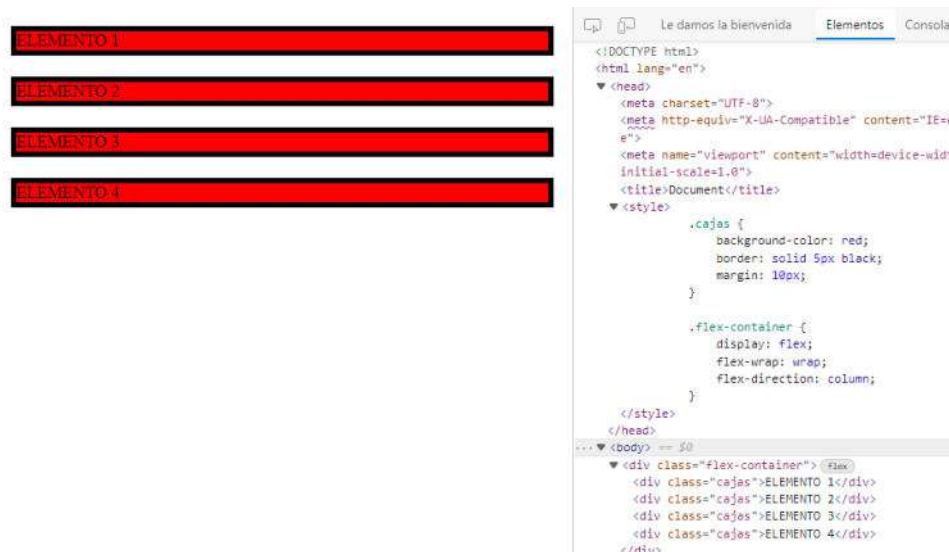 ELEMENTO 1
ELEMENTO 2
ELEMENTO 3
ELEMENTO 4
Le damos la bienvenida Elementos Consola
<!DOCTYPE html>
<html lang="en">
▼ <head>
<meta charset="UTF-8">
<meta http-equiv="X-UA-Compatible" content="IE=
e">
<meta name="viewport" content="width=device-wid
initial-scale=1.0">
<title>Document</title>
▼ <style>
.cajas {
background-color: red;
border: solid 5px black;
margin: 10px;
}
.flex-container {
display: flex;
flex-wrap: wrap;
flex-direction: column;
}
</style>
</head>
··· ▼ <body> == $0
▼ <div class="flex-container"> flex
<div class="cajas">ELEMENTO 1</div>
<div class="cajas">ELEMENTO 2</div>
<div class="cajas">ELEMENTO 3</div>
<div class="cajas">ELEMENTO 4</div>
</div>